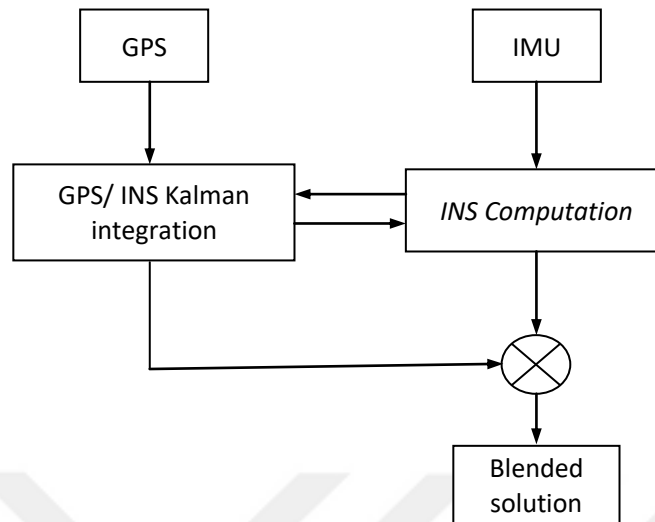 GPS
IMU
GPS/ INS Kalman
integration
INS Computation
Blended
solution